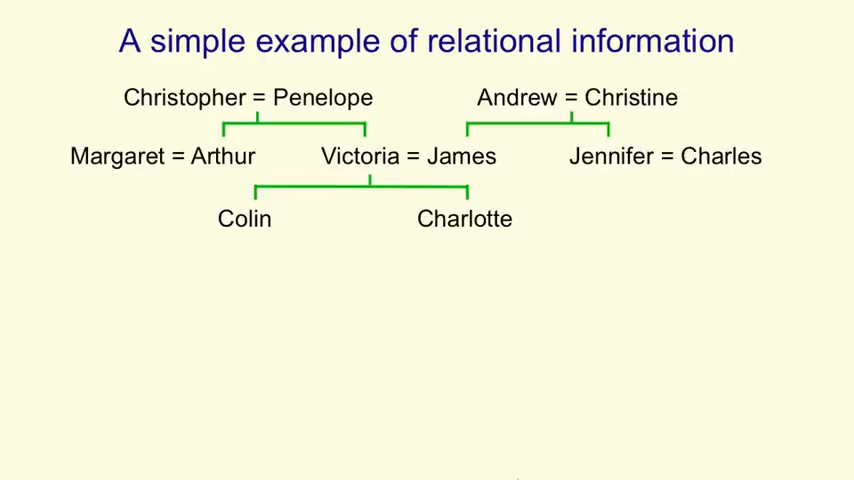 A simple example of relational information
Christopher = Penelope Andrew = Christine
Margaret = Arthur Victoria = James Jennifer = Charles
Colin Charlotte